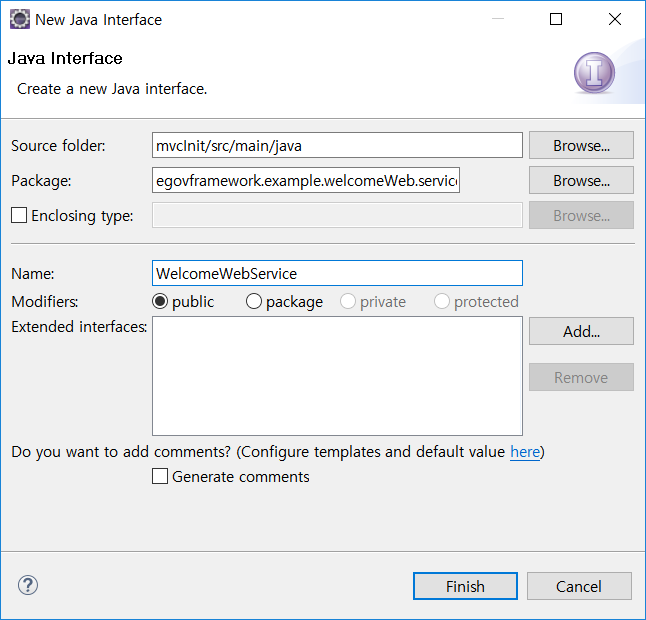 New Java Interface
Java Interface
Create a new Java interface.
Source folder: mvcInit/src/main/java Browse...
Package: egovframework.example.welcomeWeb.servic Browse...
Enclosing type: Browse...
Name: WelcomeWebService
Modifiers: public package private protected
Extended interfaces: Add...
Remove
Do you want to add comments? (Configure templates and default value here)
Generate comments
Finish Cancel